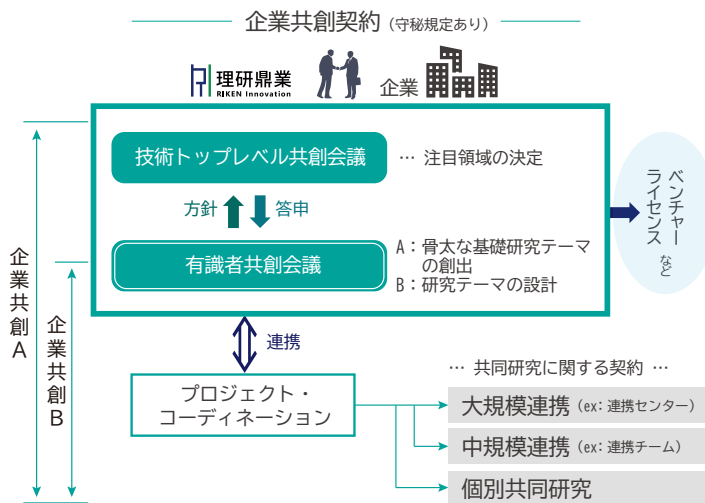 企業共創契約（守秘規定あり）
理研鼎業
RIKEN Innovation
企業
技術トップレベル共創会議
… 注目領域の決定
方針
答申
有識者共創会議
A：骨太な基礎研究テーマ
の創出
B：研究テーマの設計
ベンチャー
ライセンス
など
企業共創A
企業共創B
連携
プロジェクト・
コーディネーション
… 共同研究に関する契約 …
大規模連携（ex：連携センター）
中規模連携（ex：連携チーム）
個別共同研究